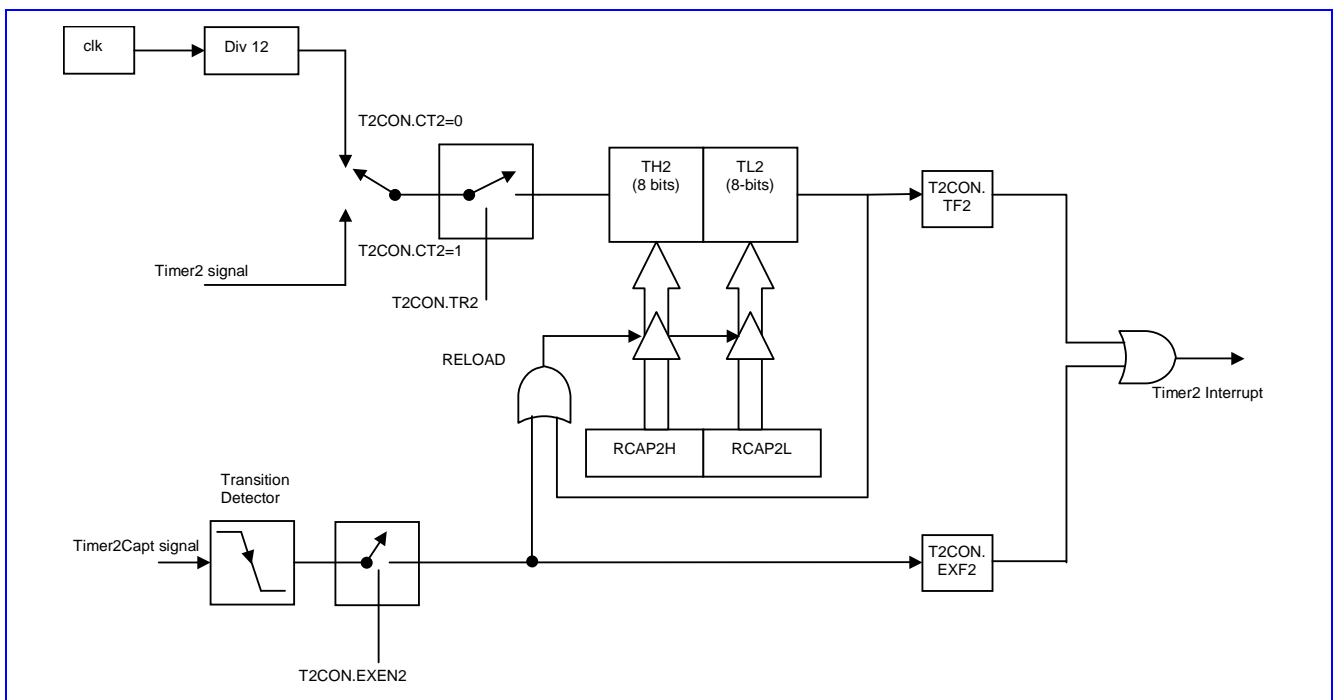 clk
Div 12
T2CON.CT2=0
TH2
(8 bits)
TL2
(8-bits)
T2CON.
TF2
T2CON.CT2=1
Timer2 signal
T2CON.TR2
RELOAD
Timer2 Interrupt
RCAP2H
RCAP2L
Transition
Detector
Timer2Capt signal
T2CON.
EXF2
T2CON.EXEN2